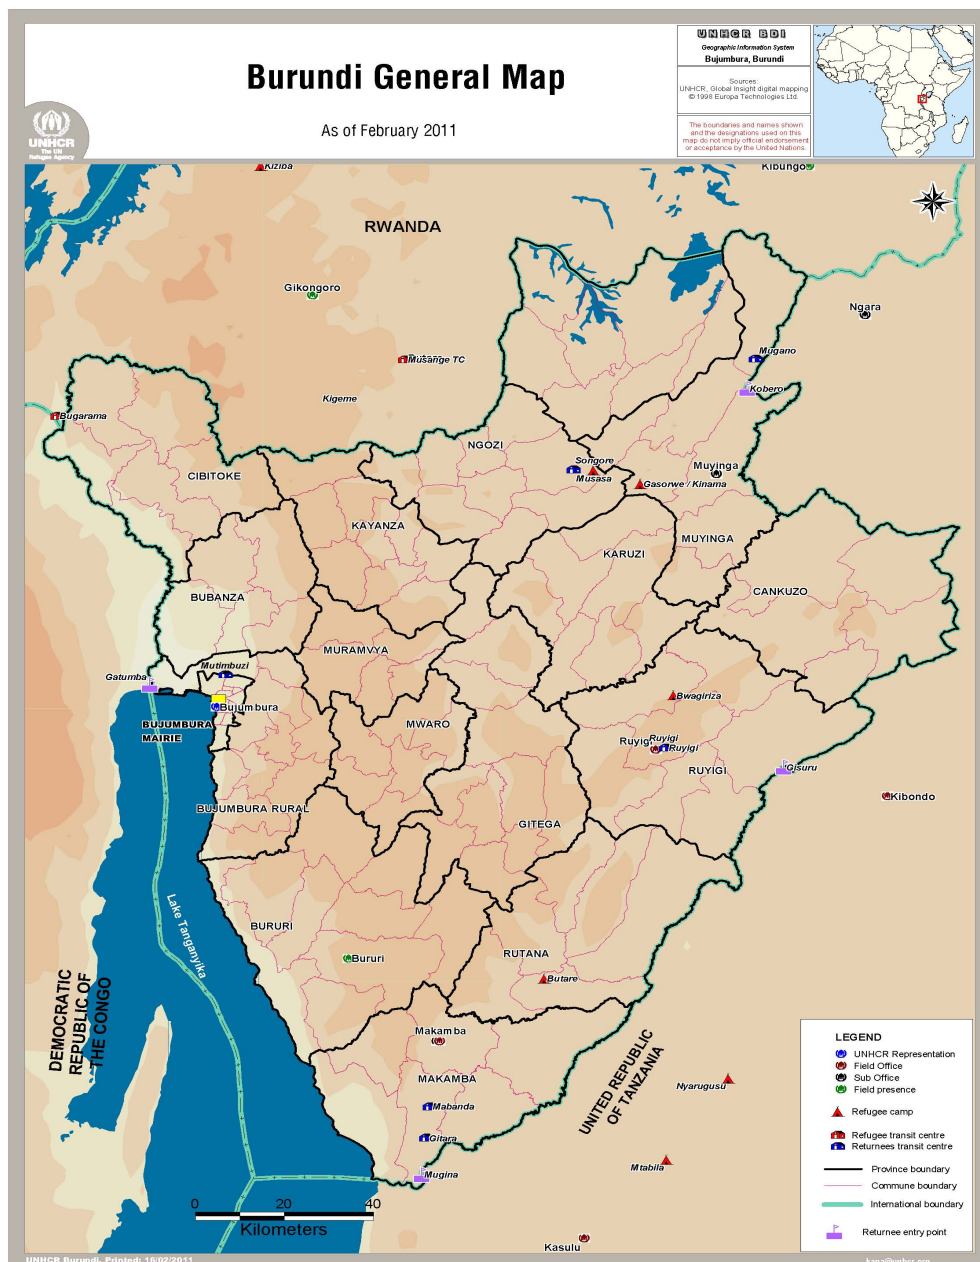 Burundi General Map
As of February 2011
UNHCR
The UN
Refugee Agency
UNHCR BDI
Geographic Information System
Bujumbura, Burundi
Sources:
UNHCR, Global Insight digital mapping
© 1998 Europa Technologies Ltd.
The boundaries and names shown
and the designations used on this
map do not imply official endorsement
or acceptance by the United Nations.
Kiziba
Kibungo
RWANDA
Gikongoro
Ngara
Musange TC
Mugano
Kigeme
Kobero
Bugarama
NGOZI
CIBITOKE
Songore
Musasa
Muyinga
Gasorwe / Kinama
KAYANZA
MUYINGA
KARUZI
CANKUZO
BUBANZA
MURAMVYA
Mutimbuzi
Gatumba
Bwagiriza
Bujumbura
BUJUMBURA
MAIRIE
MWARO
Ruyigi
Ruyigi
Ruyigi
RUYIGI
Gisuru
Kibondo
BUJUMBURA RURAL
GITEGA
Lake Tanganyika
BURURI
Bururi
RUTANA
Butare
DEMOCRATIC
REPUBLIC OF
THE CONGO
Makamba
MAKAMBA
UNITED REPUBLIC
OF TANZANIA
Nyarugusu
Mabanda
Gitara
Mtabila
Mugina
Kasulu
0 20 40
Kilometers
LEGEND
UNHCR Representation
Field Office
Sub Office
Field presence
Refugee camp
Refugee transit centre
Returnees transit centre
Province boundary
Commune boundary
International boundary
Returnee entry point
UNHCR Burundi. Printed: 16/02/2011